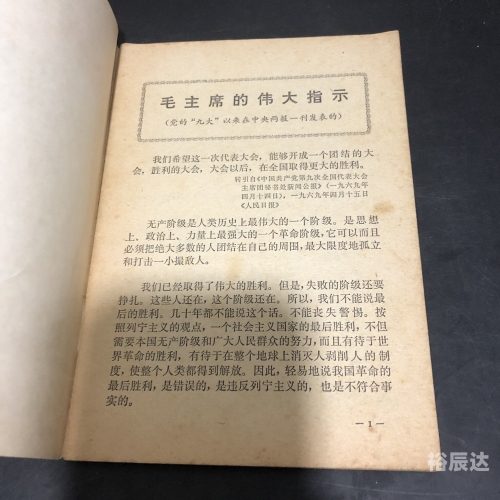 毛主席的伟大指示
(党的“九大”以来在中央两报一刊发表的)
我们希望这一次代表大会，能够开成一个团结的大
会，胜利的大会，大会以后，在全国取得更大的胜利。
转引自《中国共产党第九次全国代表大会
主席团秘书处新闻公报》(一九六九年
四月十四日)，一九六九年四月十五日
《人民日报》
无产阶级是人类历史上最伟大的一个阶级。是思想
上、政治上、力量上最强大的一个革命阶级，它可以而且
必须把绝大多数的人团结在自己的周围，最大限度地孤立
和打击一小撮敌人。
我们已经取得了伟大的胜利。但是，失败的阶级还要
挣扎。这些人还在，这个阶级还在。所以，我们不能说最
后的胜利。几十年都不能说这个话。不能丧失警惕。按
照列宁主义的观点，一个社会主义国家的最后胜利，不但
需要本国无产阶级和广大人民群众的努力，而且有待于世
界革命的胜利，有待于在整个地球上消灭人剥削人的制
度，使整个人类都得到解放。因此，轻易地说我国革命的
最后胜利，是错误的，是违反列宁主义的，也是不符合事
实的。
— 1 —
裕辰达